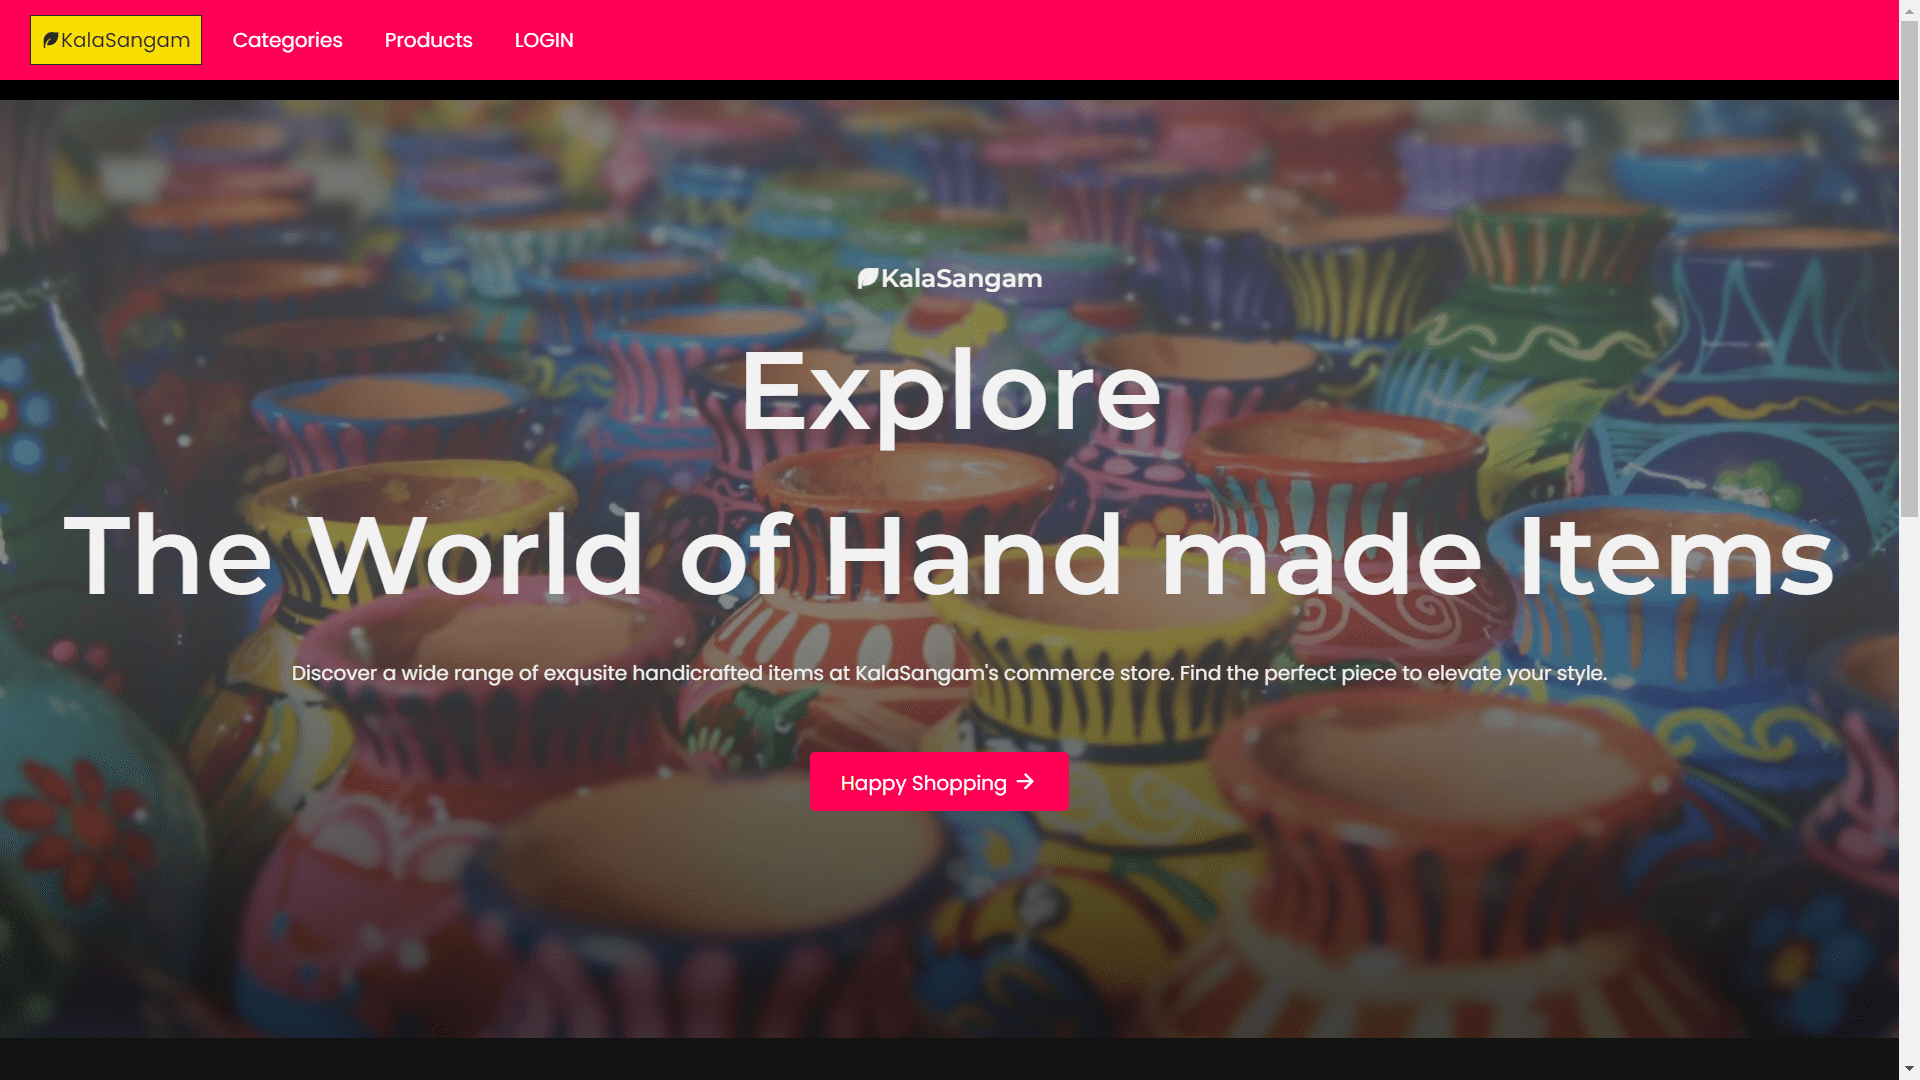 KalaSangam Categories Products LOGIN
KalaSangam
Explore
The World of Hand made Items
Discover a wide range of exqusite handicrafted items at KalaSangam's commerce store. Find the perfect piece to elevate your style.
Happy Shopping →